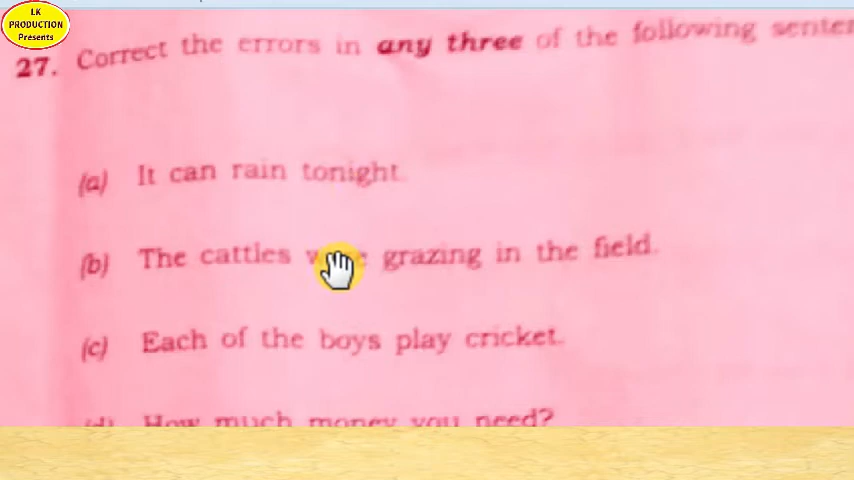 LK
PRODUCTION
Presents
27. Correct the errors in any three of the following
(a) It can rain tonight.
(b) The cattles grazing in the field.
(c) Each of the boys play cricket.
(d) How much money you need?